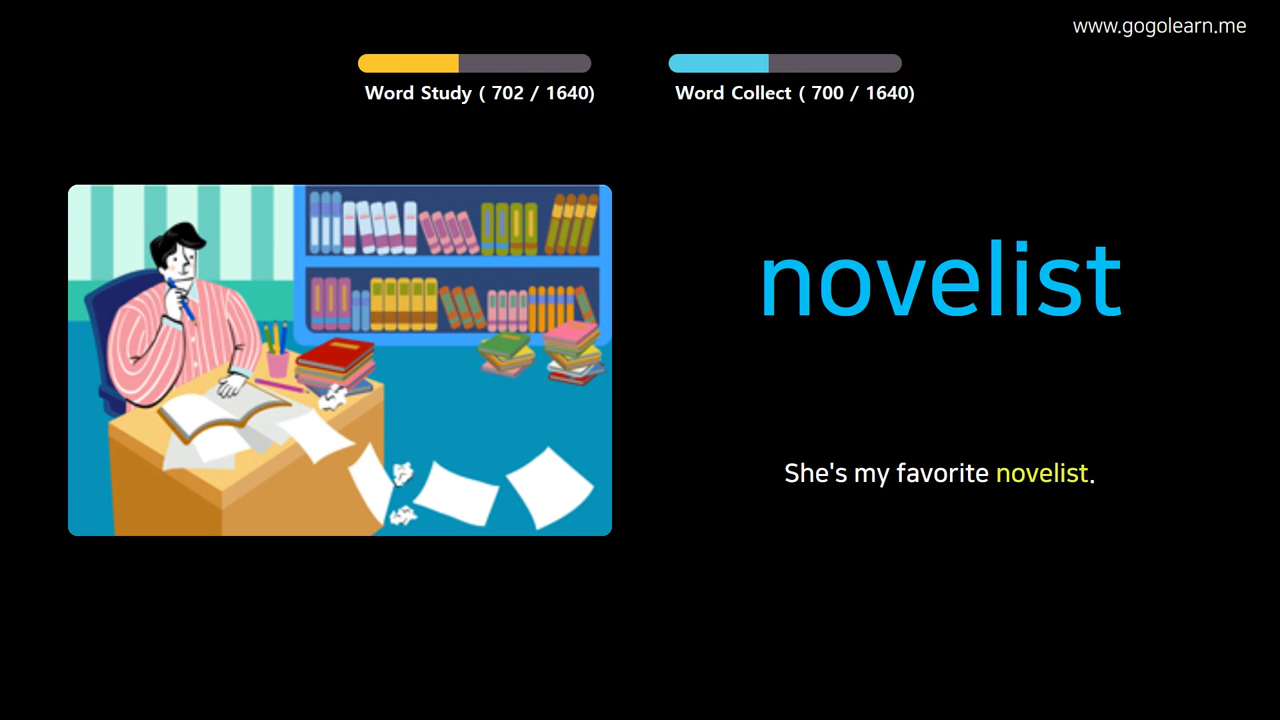 www.gogolearn.me
Word Study ( 702 / 1640)
Word Collect ( 700 / 1640)
novelist
She's my favorite novelist.